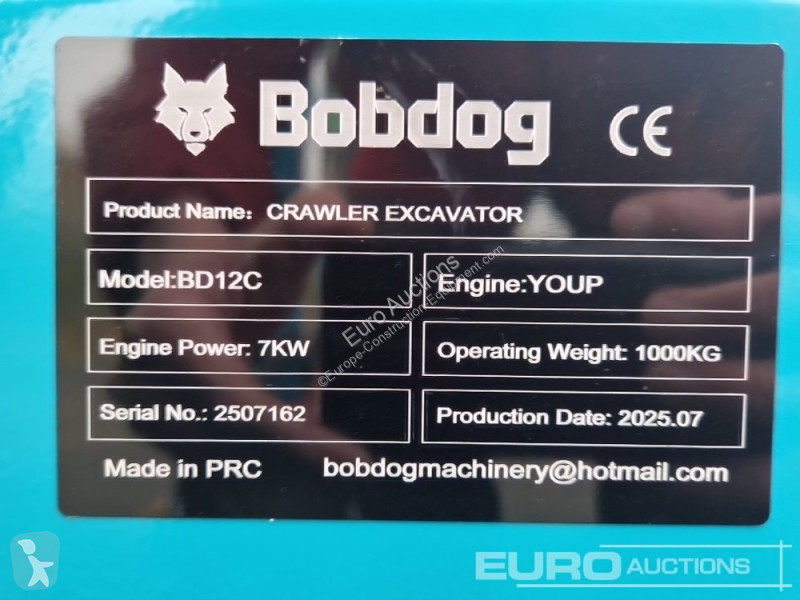 Bobdog CE
Product Name: CRAWLER EXCAVATOR
Model:BD12C Engine:YOUP
Engine Power: 7KW Operating Weight: 1000KG
Serial No.: 2507162 Production Date: 2025.07
Made in PRC bobdogmachinery@hotmail.com
Euro Auctions
©Europe-Construction-Equipment.com
EURO AUCTIONS